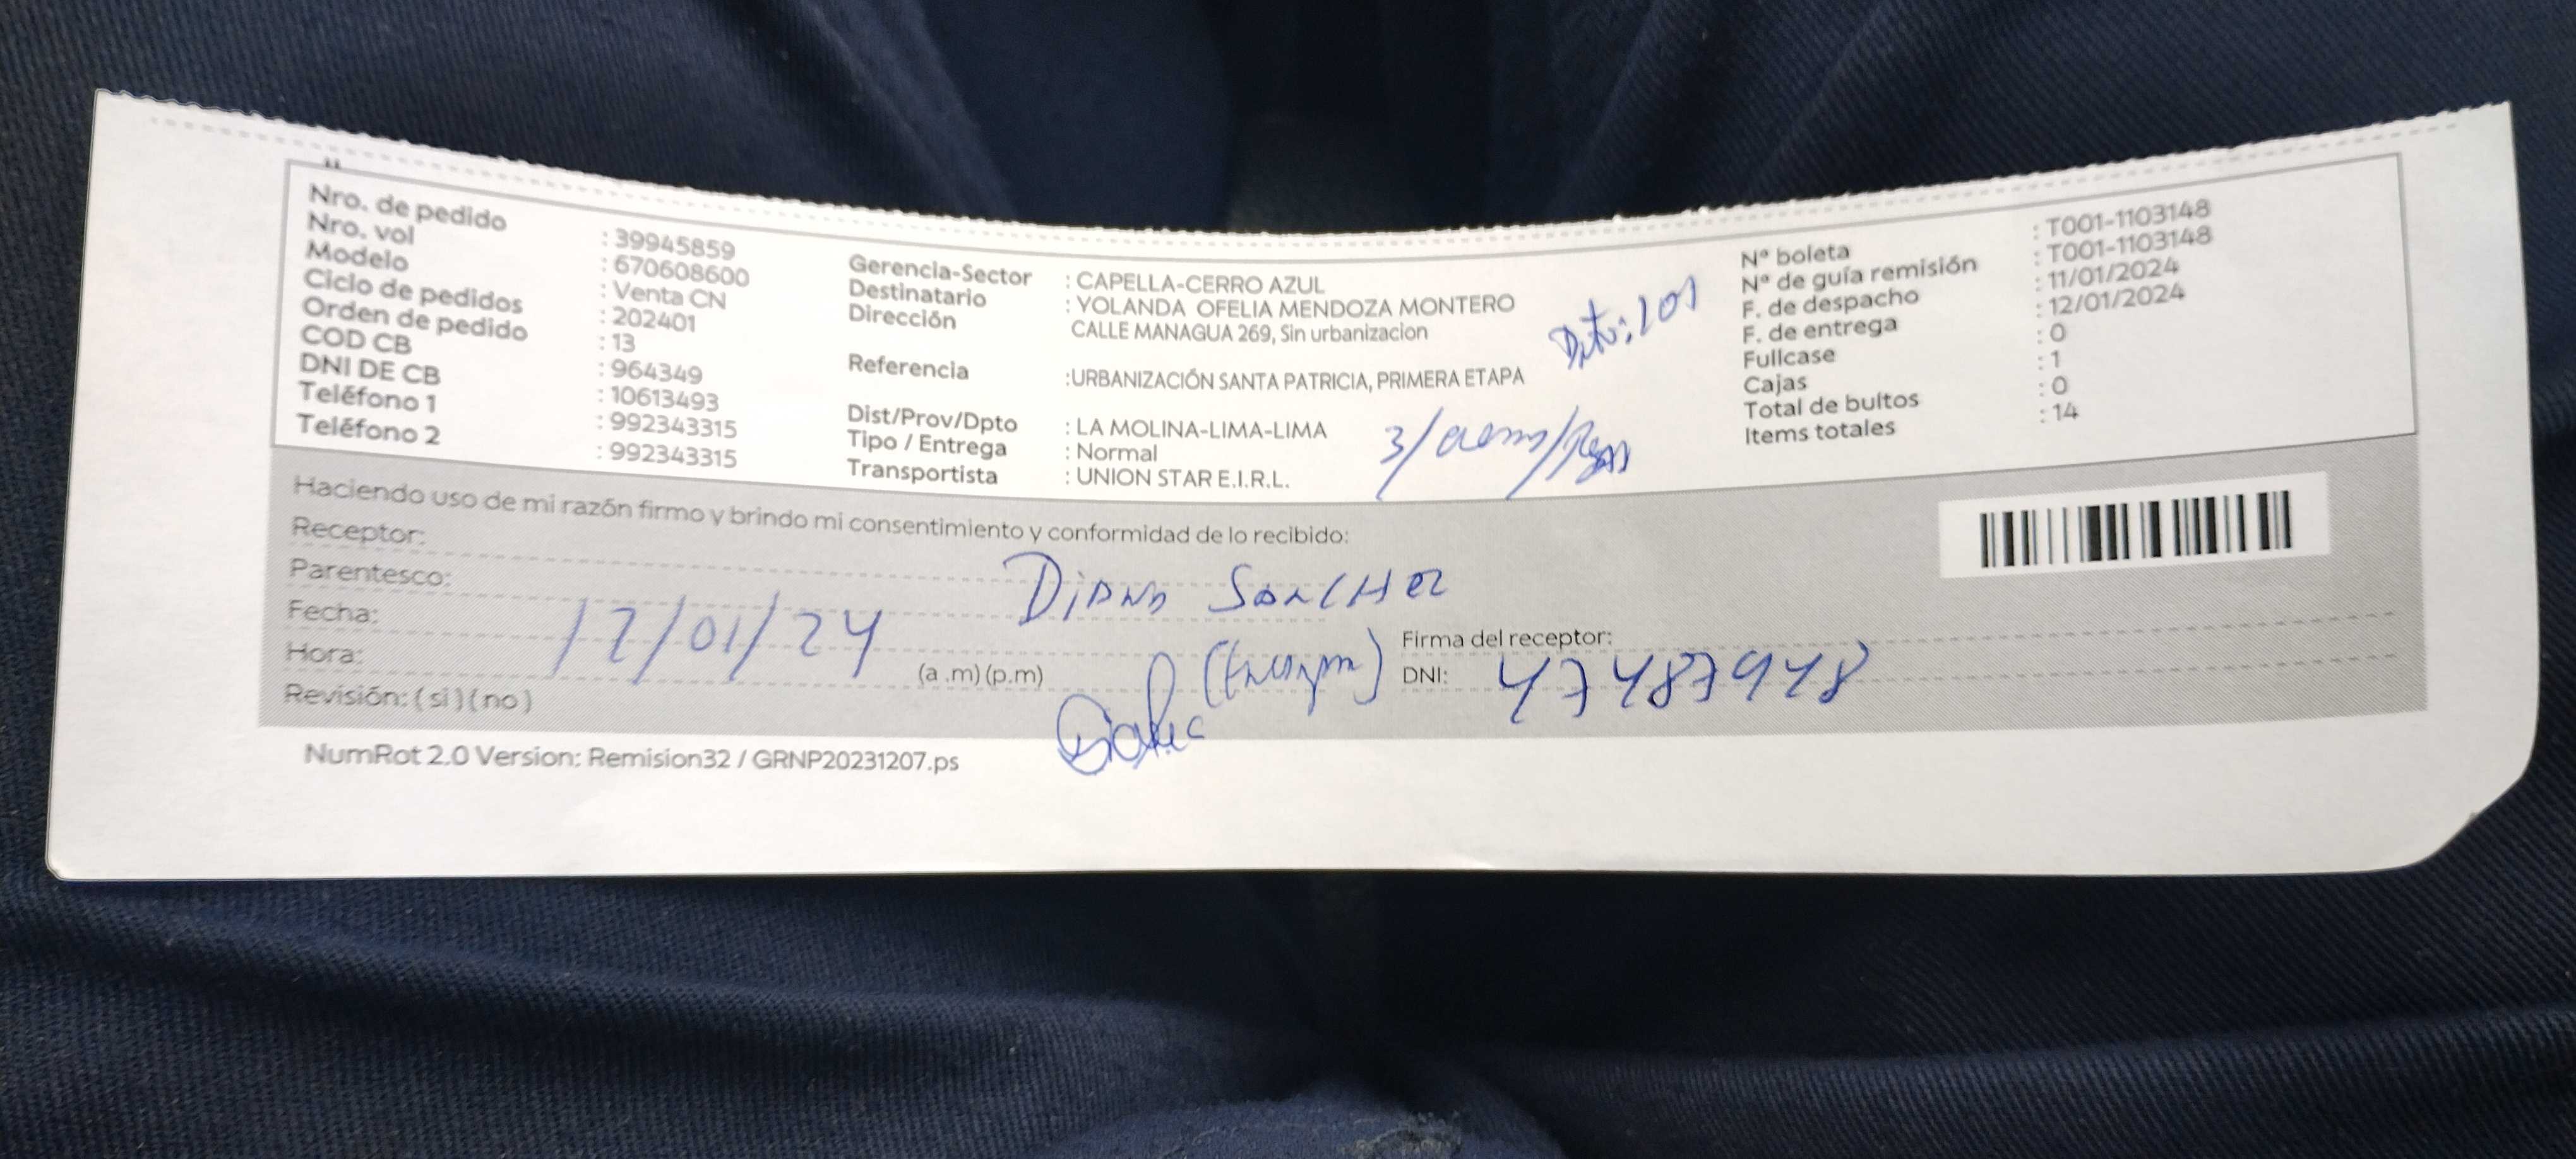 Nro. de pedido : 39945859
Nro. vol : 670608600
Modelo : Venta CN
Ciclo de pedidos : 202401
Orden de pedido : 13
COD CB : 964349
DNI DE CB : 10613493
Teléfono 1 : 992343315
Teléfono 2 : 992343315
Gerencia-Sector : CAPELLA-CERRO AZUL
Destinatario : YOLANDA OFELIA MENDOZA MONTERO
Dirección CALLE MANAGUA 269, Sin urbanizacion
Referencia :URBANIZACIÓN SANTA PATRICIA, PRIMERA ETAPA
Dist/Prov/Dpto : LA MOLINA-LIMA-LIMA
Tipo / Entrega : Normal
Transportista : UNION STAR E.I.R.L.
101
Nª boleta : T001-1103148
Nª de guía remisión : T001-1103148
F. de despacho : 11/01/2024
F. de entrega : 12/01/2024
Fullcase : 0
Cajas : 1
Total de bultos : 0
Items totales : 14
Haciendo uso de mi razón firmo y brindo mi consentimiento y conformidad de lo recibido:
Receptor: Diana Sanchez
Parentesco:
Fecha: 12/01/24
Hora: (a .m) (p.m)
Revisión: ( si ) ( no )
Firma del receptor:
DNI: 47487948
NumRot 2.0 Version: Remision32 / GRNP20231207.ps